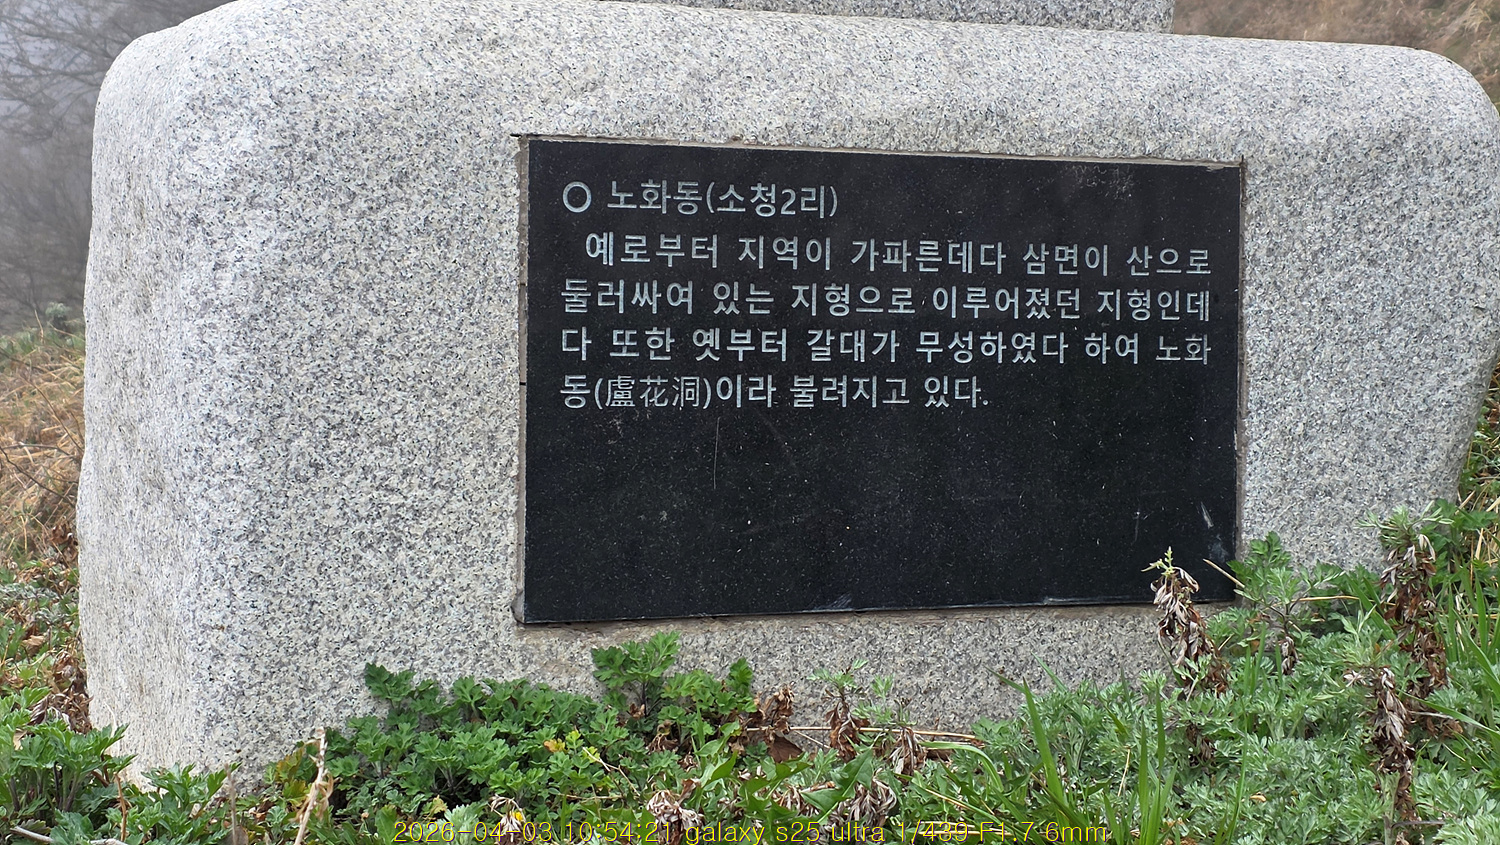 ○ 노화동(소청2리)
예로부터 지역이 가파른데다 삼면이 산으로
둘러싸여 있는 지형으로 이루어졌던 지형인데
다 또한 옛부터 갈대가 무성하였다 하여 노화
동(盧花洞)이라 불려지고 있다.
2026-04-03 10:54:21 galaxy s25 ultra 1/439 F1.7 6mm